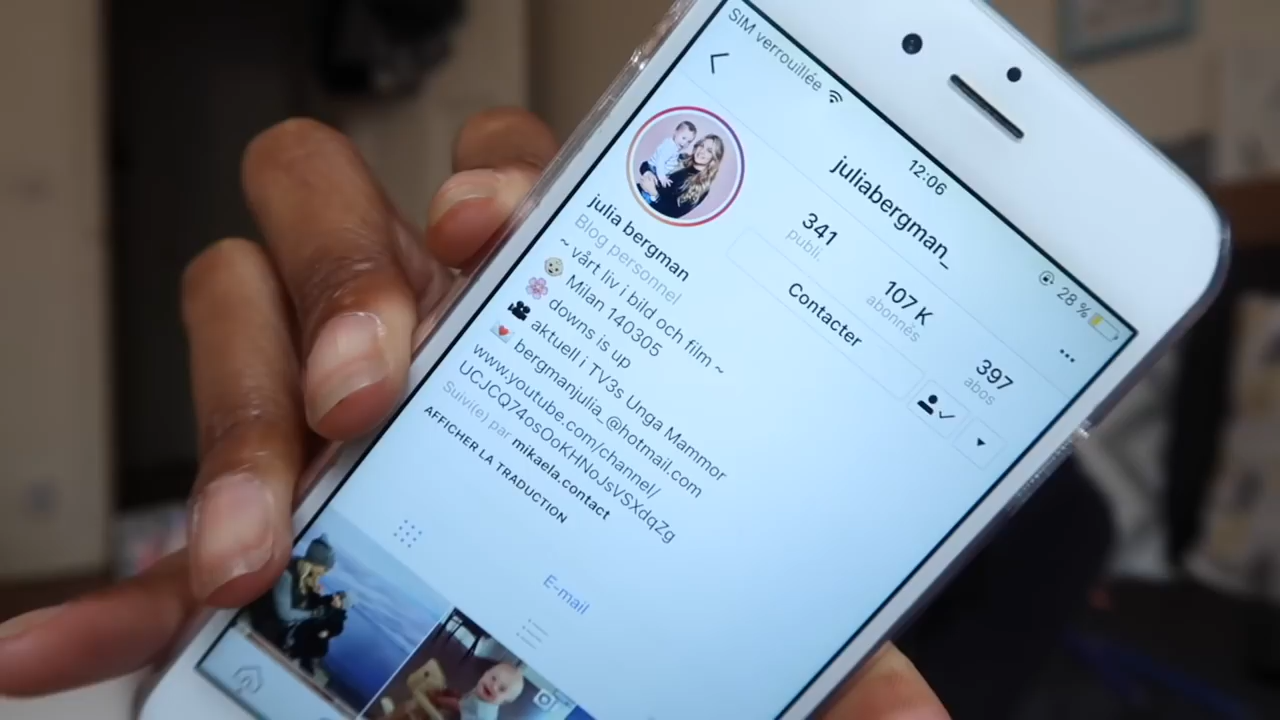 SIM verrouillée
12:06
28 %
juliabergman_
341
publi.
107 K
abonnés
397
abos
Contacter
julia bergman
Blog personnel
~ vårt liv i bild och film ~
🍪 Milan 140305
🌸 downs is up
🎥 aktuell i TV3s Unga Mammor
💌 bergmanjulia_@hotmail.com
www.youtube.com/channel/
UCJCQ74osOoKHNoJsVSXdqZg
Suivi(e) par mikaela.contact
AFFICHER LA TRADUCTION
E-mail